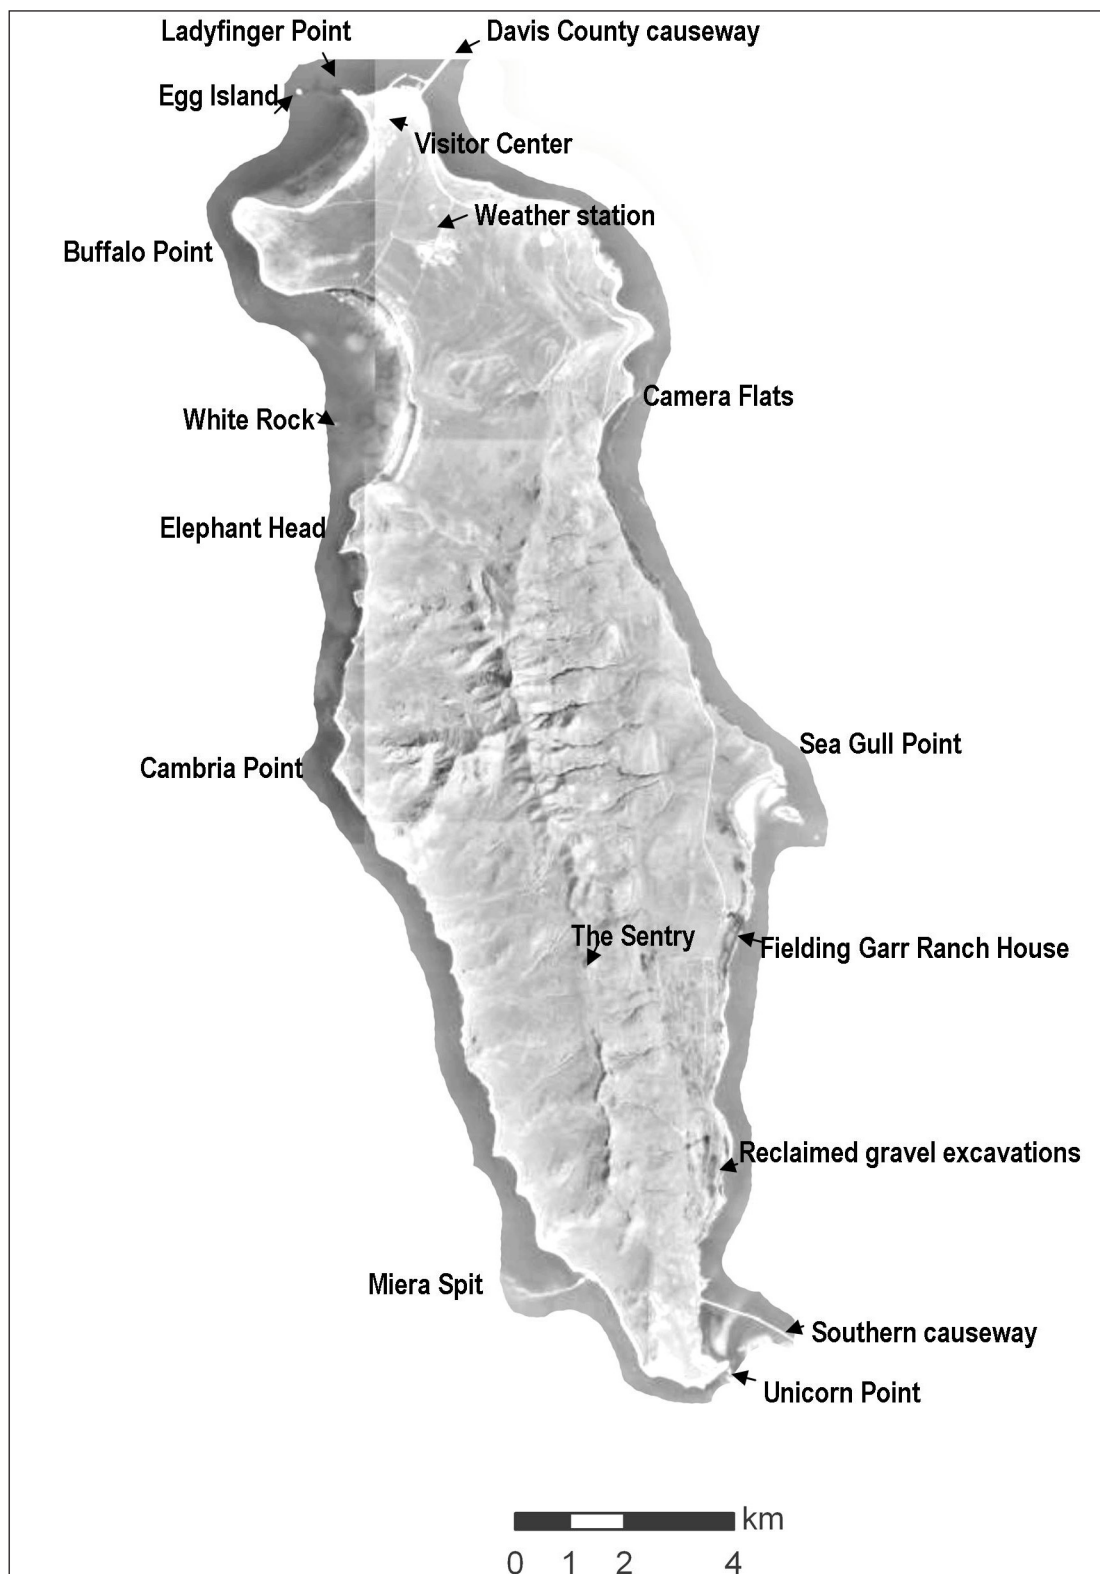 Ladyfinger Point
Davis County causeway
Egg Island
Visitor Center
Weather station
Buffalo Point
Camera Flats
White Rock
Elephant Head
Sea Gull Point
Cambria Point
The Sentry
Fielding Garr Ranch House
Reclaimed gravel excavations
Miera Spit
Southern causeway
Unicorn Point
km
0 1 2 4